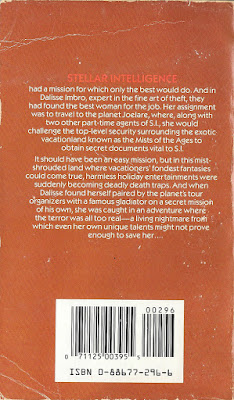 STELLAR INTELLIGENCE
had a mission for which only the best would do. And in
Dalisse Imbro, expert in the fine art of theft, they
had found the best woman for the job. Her assignment
was to travel to the planet Joelare, where, along with
two other part-time agents of S.I., she would
challenge the top-level security surrounding the exotic
vacationland known as the Mists of the Ages to
obtain secret documents vital to S.I.
It should have been an easy mission, but in this mist-
shrouded land where vacationers' fondest fantasies
could come true, harmless holiday entertainments were
suddenly becoming deadly death traps. And when
Dalisse found herself paired by the planet's tour
organizers with a famous gladiator on a secret mission
of his own, she was caught in an adventure where
the terror was all too real—a living nightmare from
which even her own unique talents might not prove
enough to save her....
00296
0 71125 00395 5
ISBN 0-88677-296-6